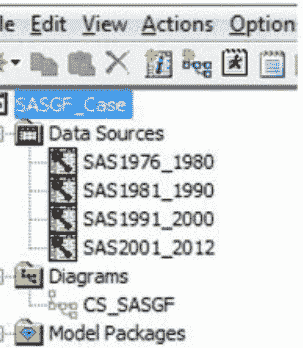 le Edit View Actions Option
SASGF_Case
Data Sources
SAS1976_1980
SAS1981_1990
SAS1991_2000
SAS2001_2012
Diagrams
CS_SASGF
Model Packages